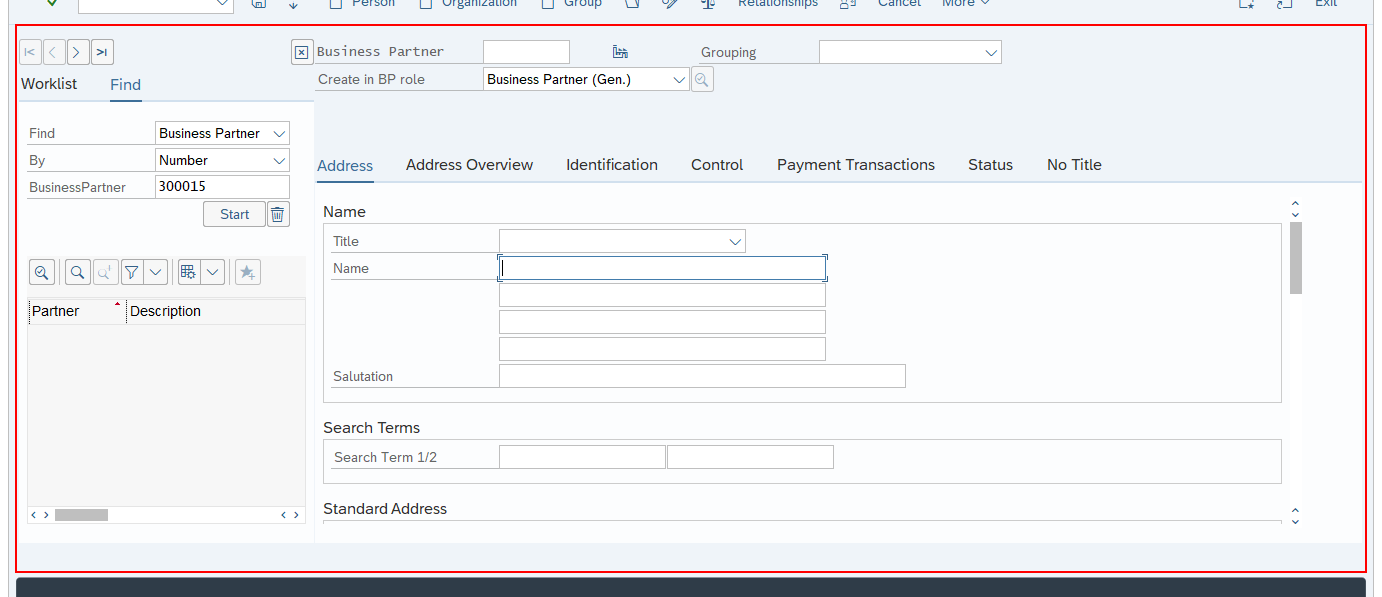 Person Organization Group Relationships Cancel More Exit
Business Partner Grouping
Create in BP role Business Partner (Gen.)
Worklist Find
Find Business Partner
By Number
BusinessPartner 300015
Start
Partner Description
Address Address Overview Identification Control Payment Transactions Status No Title
Name
Title
Name
Salutation
Search Terms
Search Term 1/2
Standard Address